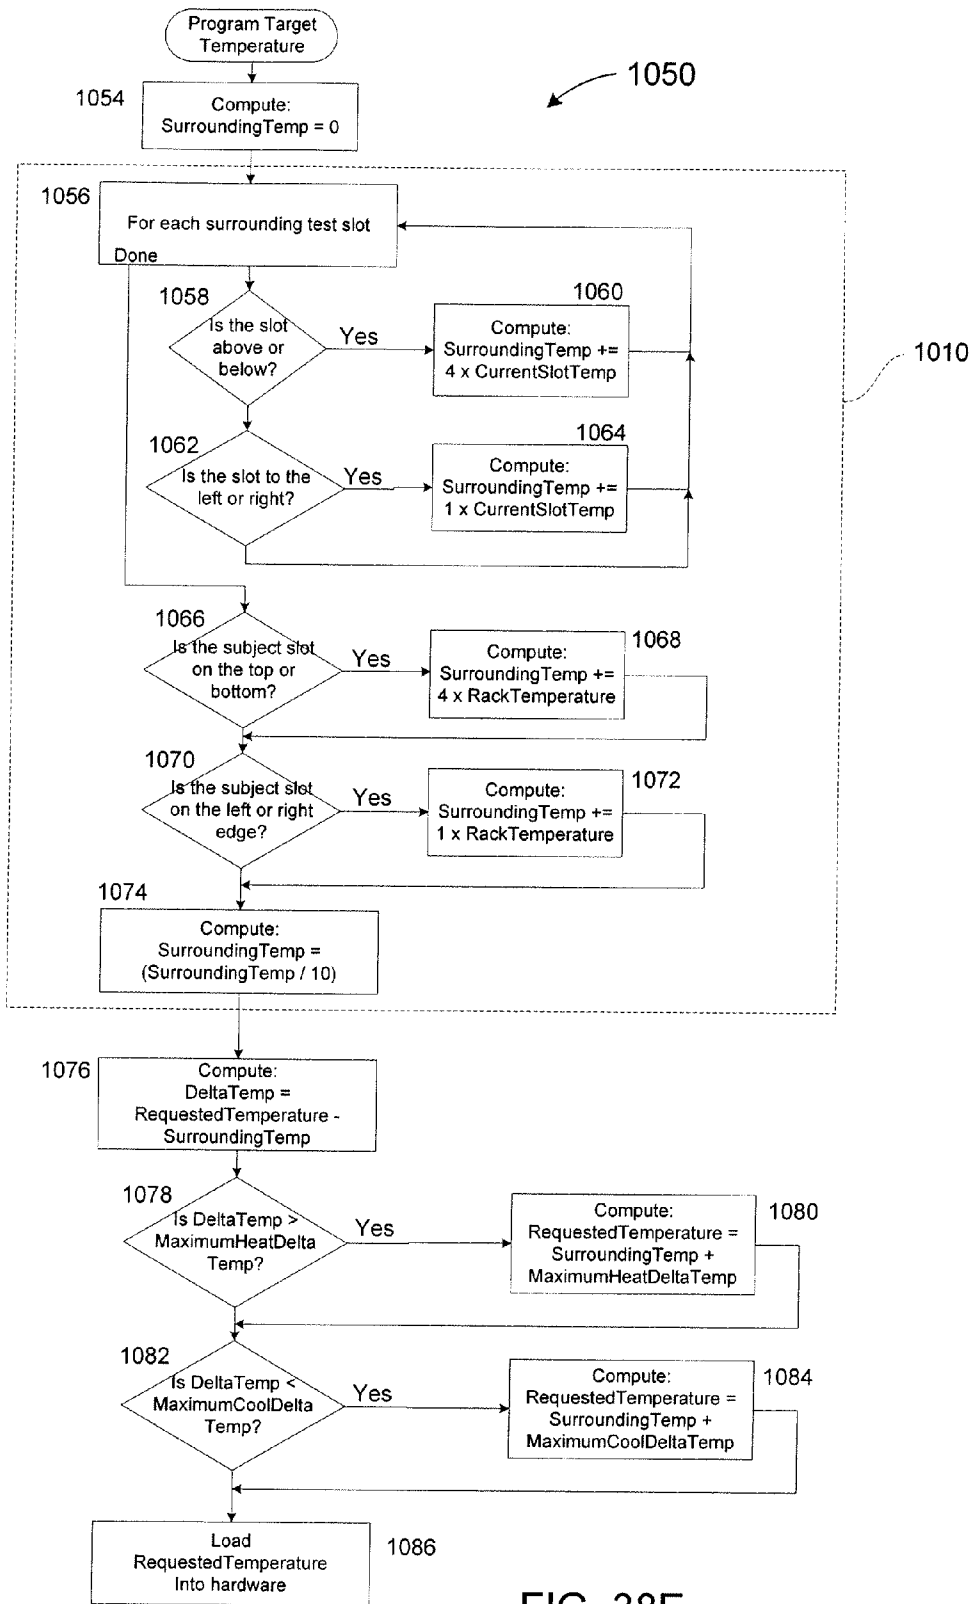 Program Target
Temperature
1050
1054
Compute:
SurroundingTemp = 0
1056
For each surrounding test slot
Done
1058
Is the slot
above or
below?
Yes
1060
Compute:
SurroundingTemp +=
4 x CurrentSlotTemp
1010
1062
Is the slot to the
left or right?
Yes
1064
Compute:
SurroundingTemp +=
1 x CurrentSlotTemp
1066
Is the subject slot
on the top or
bottom?
Yes
1068
Compute:
SurroundingTemp +=
4 x RackTemperature
1070
Is the subject slot
on the left or right
edge?
Yes
1072
Compute:
SurroundingTemp +=
1 x RackTemperature
1074
Compute:
SurroundingTemp =
(SurroundingTemp / 10)
1076
Compute:
DeltaTemp =
RequestedTemperature -
SurroundingTemp
1078
Is DeltaTemp >
MaximumHeatDelta
Temp?
Yes
1080
Compute:
RequestedTemperature =
SurroundingTemp +
MaximumHeatDeltaTemp
1082
Is DeltaTemp <
MaximumCoolDelta
Temp?
Yes
1084
Compute:
RequestedTemperature =
SurroundingTemp +
MaximumCoolDeltaTemp
1086
Load
RequestedTemperature
Into hardware